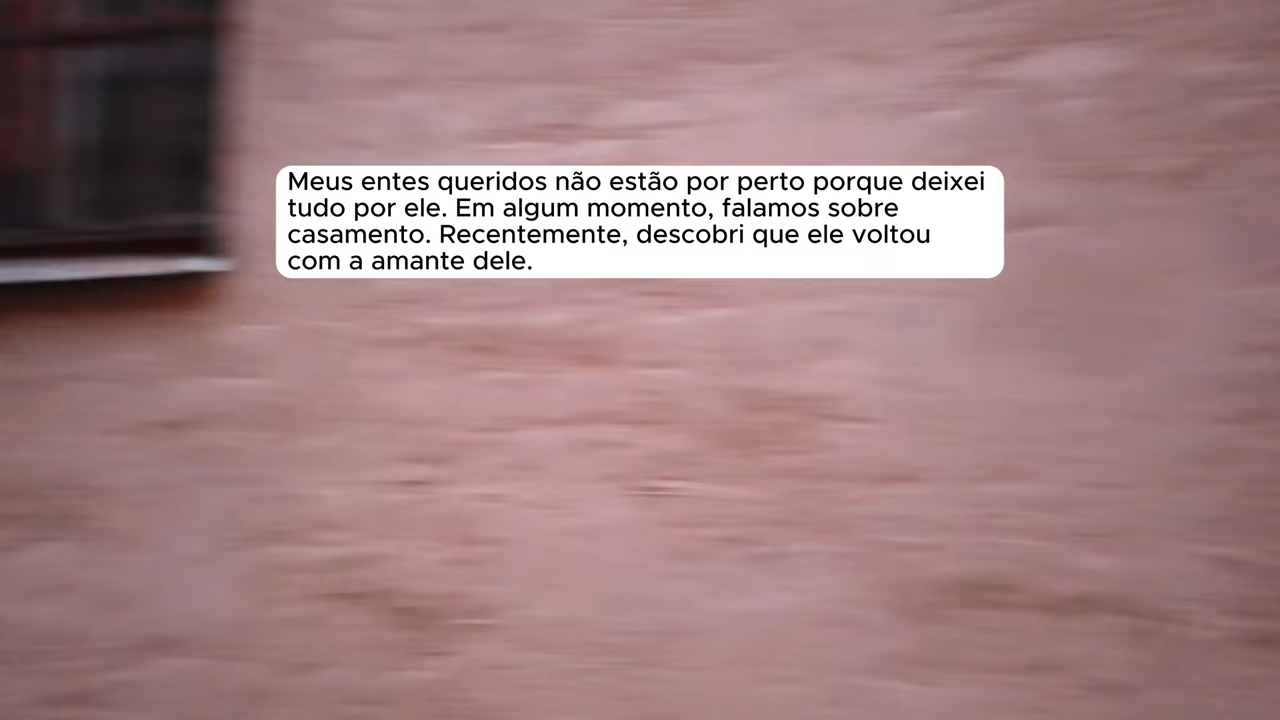 Meus entes queridos não estão por perto porque deixei
tudo por ele. Em algum momento, falamos sobre
casamento. Recentemente, descobri que ele voltou
com a amante dele.